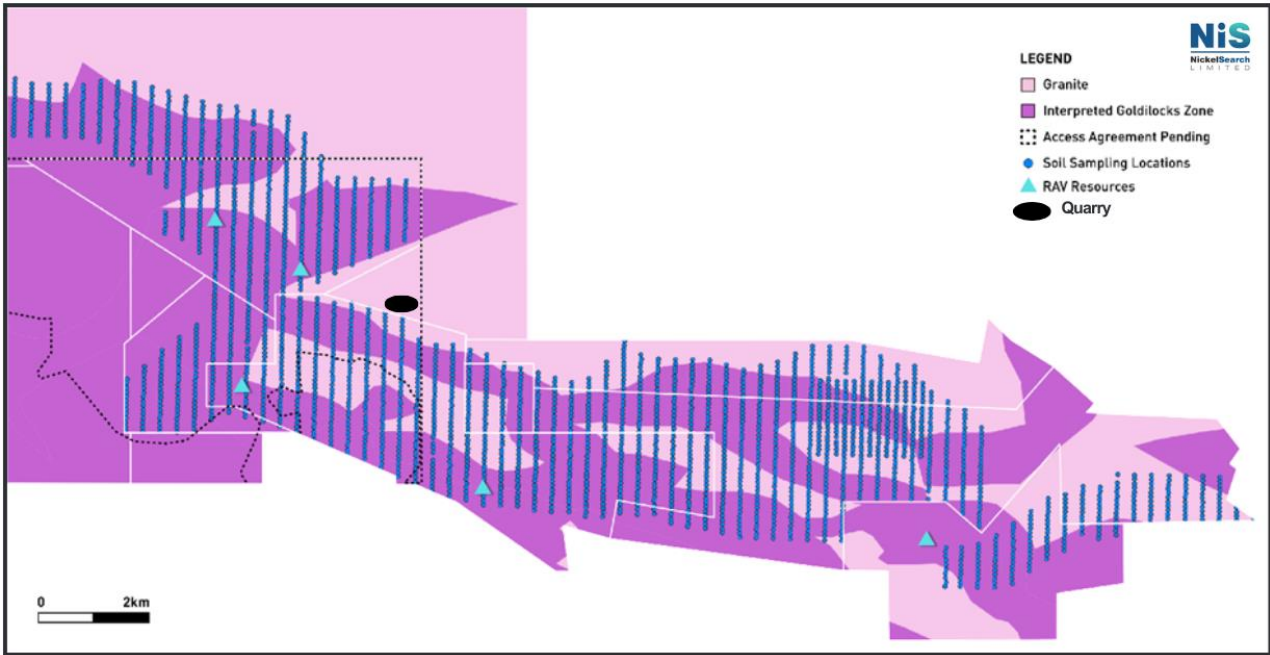 NiS
NickelSearch
LIMITED
LEGEND
Granite
Interpreted Goldilocks Zone
Access Agreement Pending
Soil Sampling Locations
RAV Resources
Quarry
0 2km